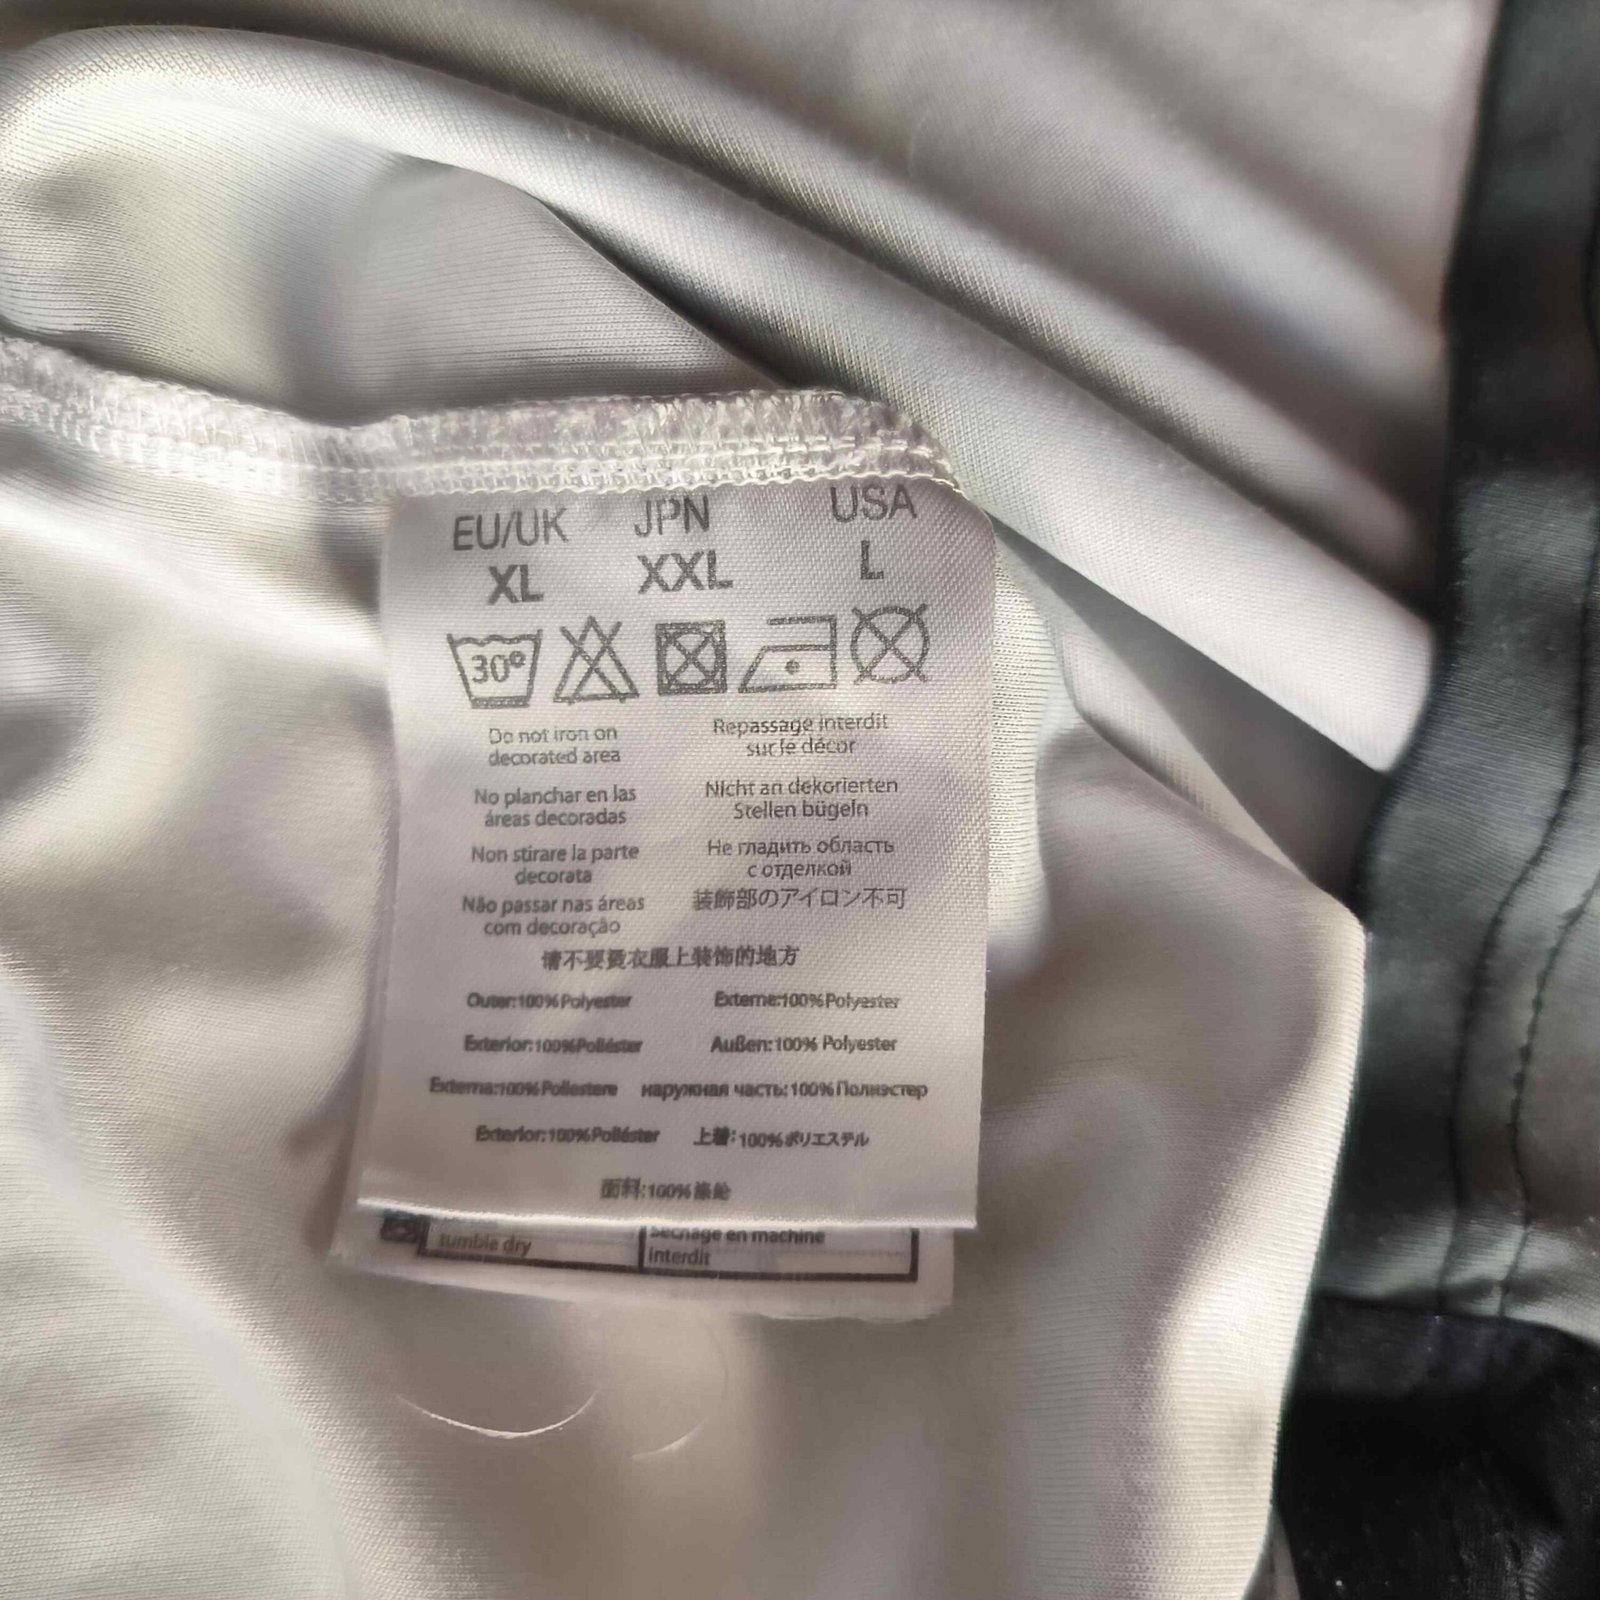 EU/UK JPN USA
XL XXL L
30°
Do not iron on
decorated area
Repassage interdit
sur le décor
No planchar en las
áreas decoradas
Nicht an dekorierten
Stellen bügeln
Non stirare la parte
decorata
Не гладить область
с отделкой
Não passar nas áreas
com decoração
装飾部のアイロン不可
请不要烫衣服上装饰的地方
Outer:100%Polyester
Externe:100%Polyester
Exterior:100%Poliéster
Außen:100% Polyester
Externa:100%Poliestere
наружная часть:100%Полиэстер
Exterior:100%Poliéster
上着:100%ポリエステル
面料:100%涤纶
tumble dry
Séchage en machine
interdit